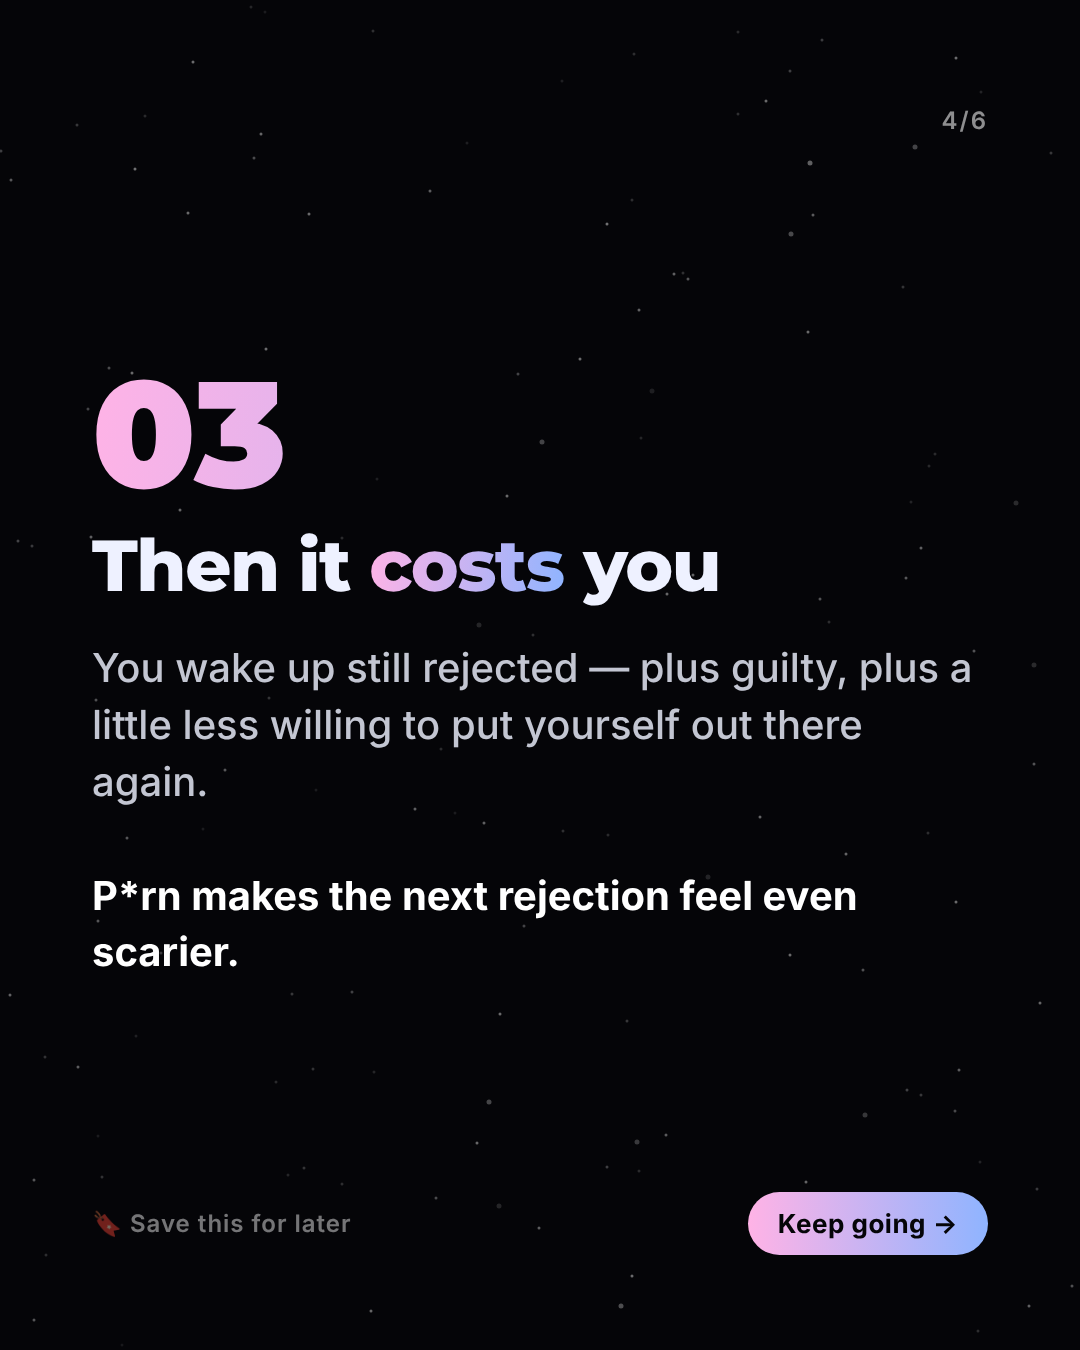 4/6
03
Then it costs you
You wake up still rejected — plus guilty, plus a
little less willing to put yourself out there
again.
P*rn makes the next rejection feel even
scarier.
🔖 Save this for later
Keep going →